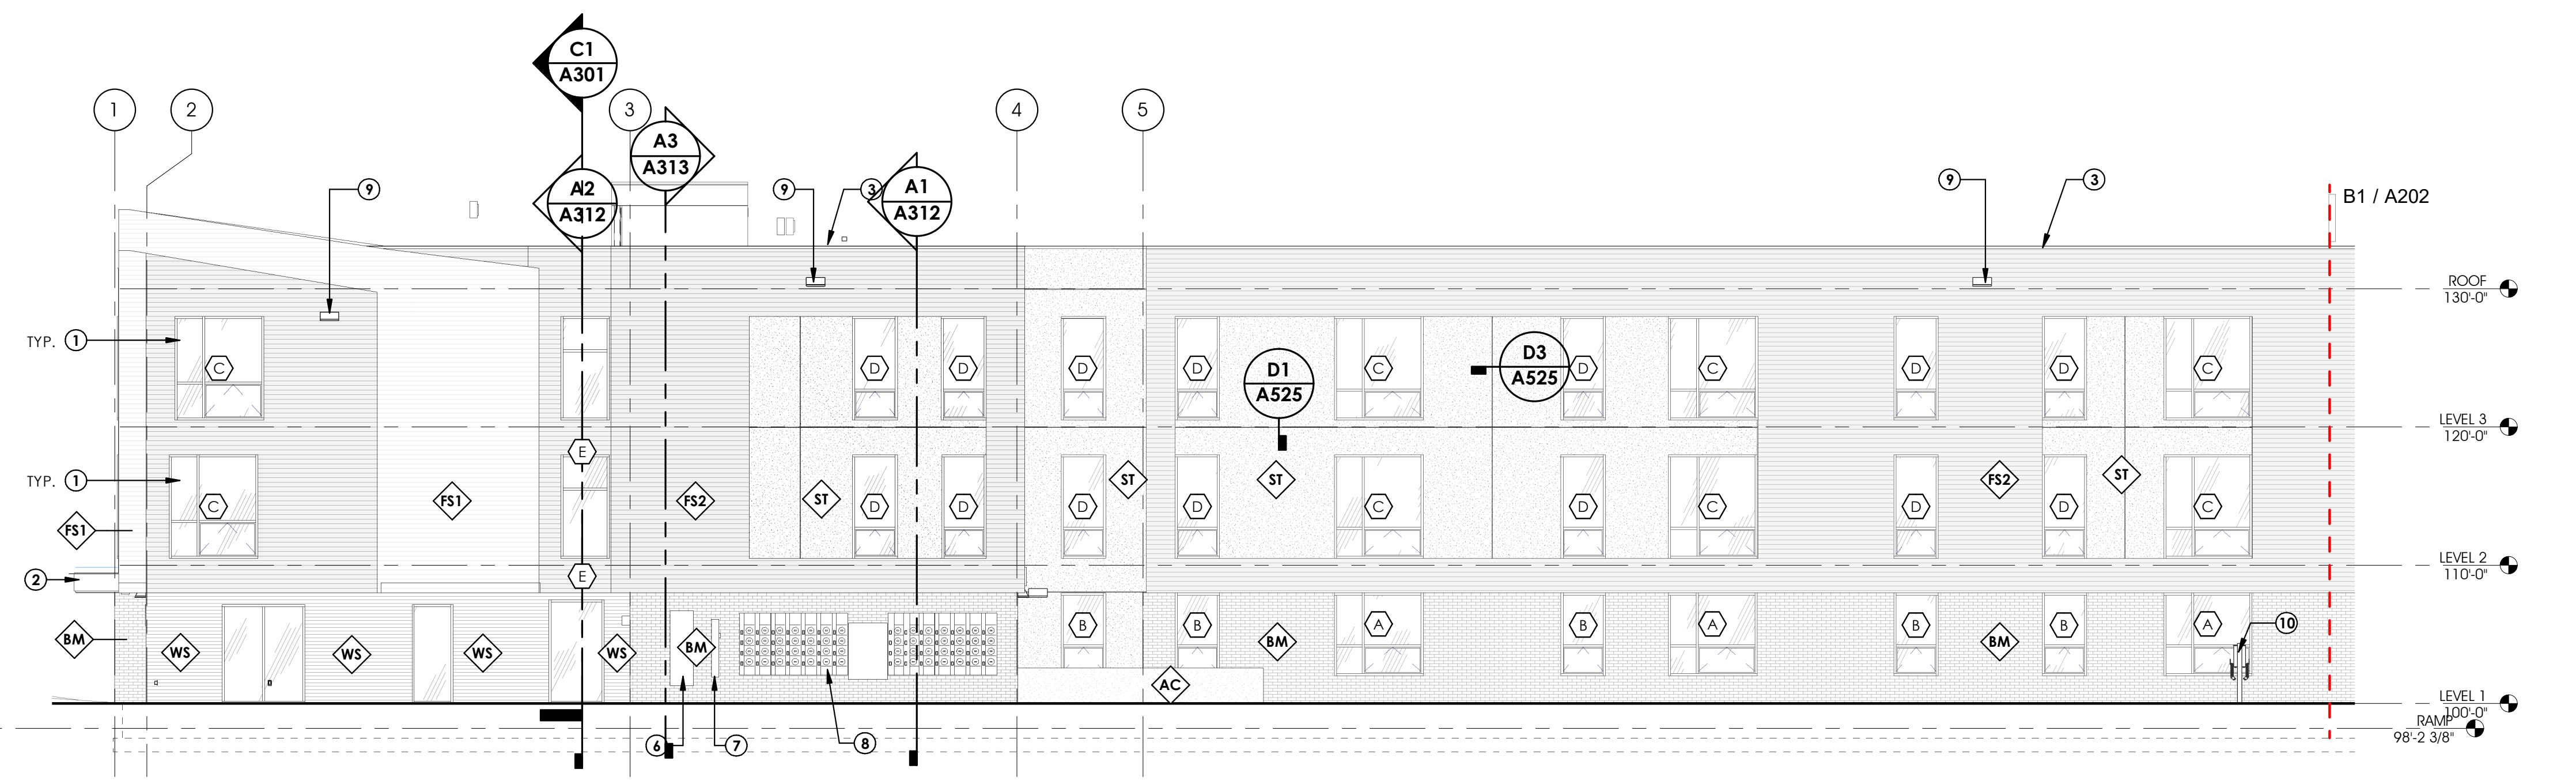 C1
A301
1
2
3
4
5
A3
A313
9
A2
A312
9
3
A1
A312
9
3
B1 / A202
ROOF
130'-0"
TYP. 1
C
D
D
D
D
C
D
C
D
D
C
D1
A525
D3
A525
LEVEL 3
120'-0"
E
TYP. 1
C
FS1
FS2
ST
D
D
D
ST
D
ST
C
D
C
D
FS2
D
ST
C
FS1
LEVEL 2
110'-0"
2
E
BM
WS
WS
WS
WS
BM
B
B
BM
A
B
A
B
BM
B
A
10
AC
LEVEL 1
100'-0"
RAMP
98'-2 3/8"
6
7
8